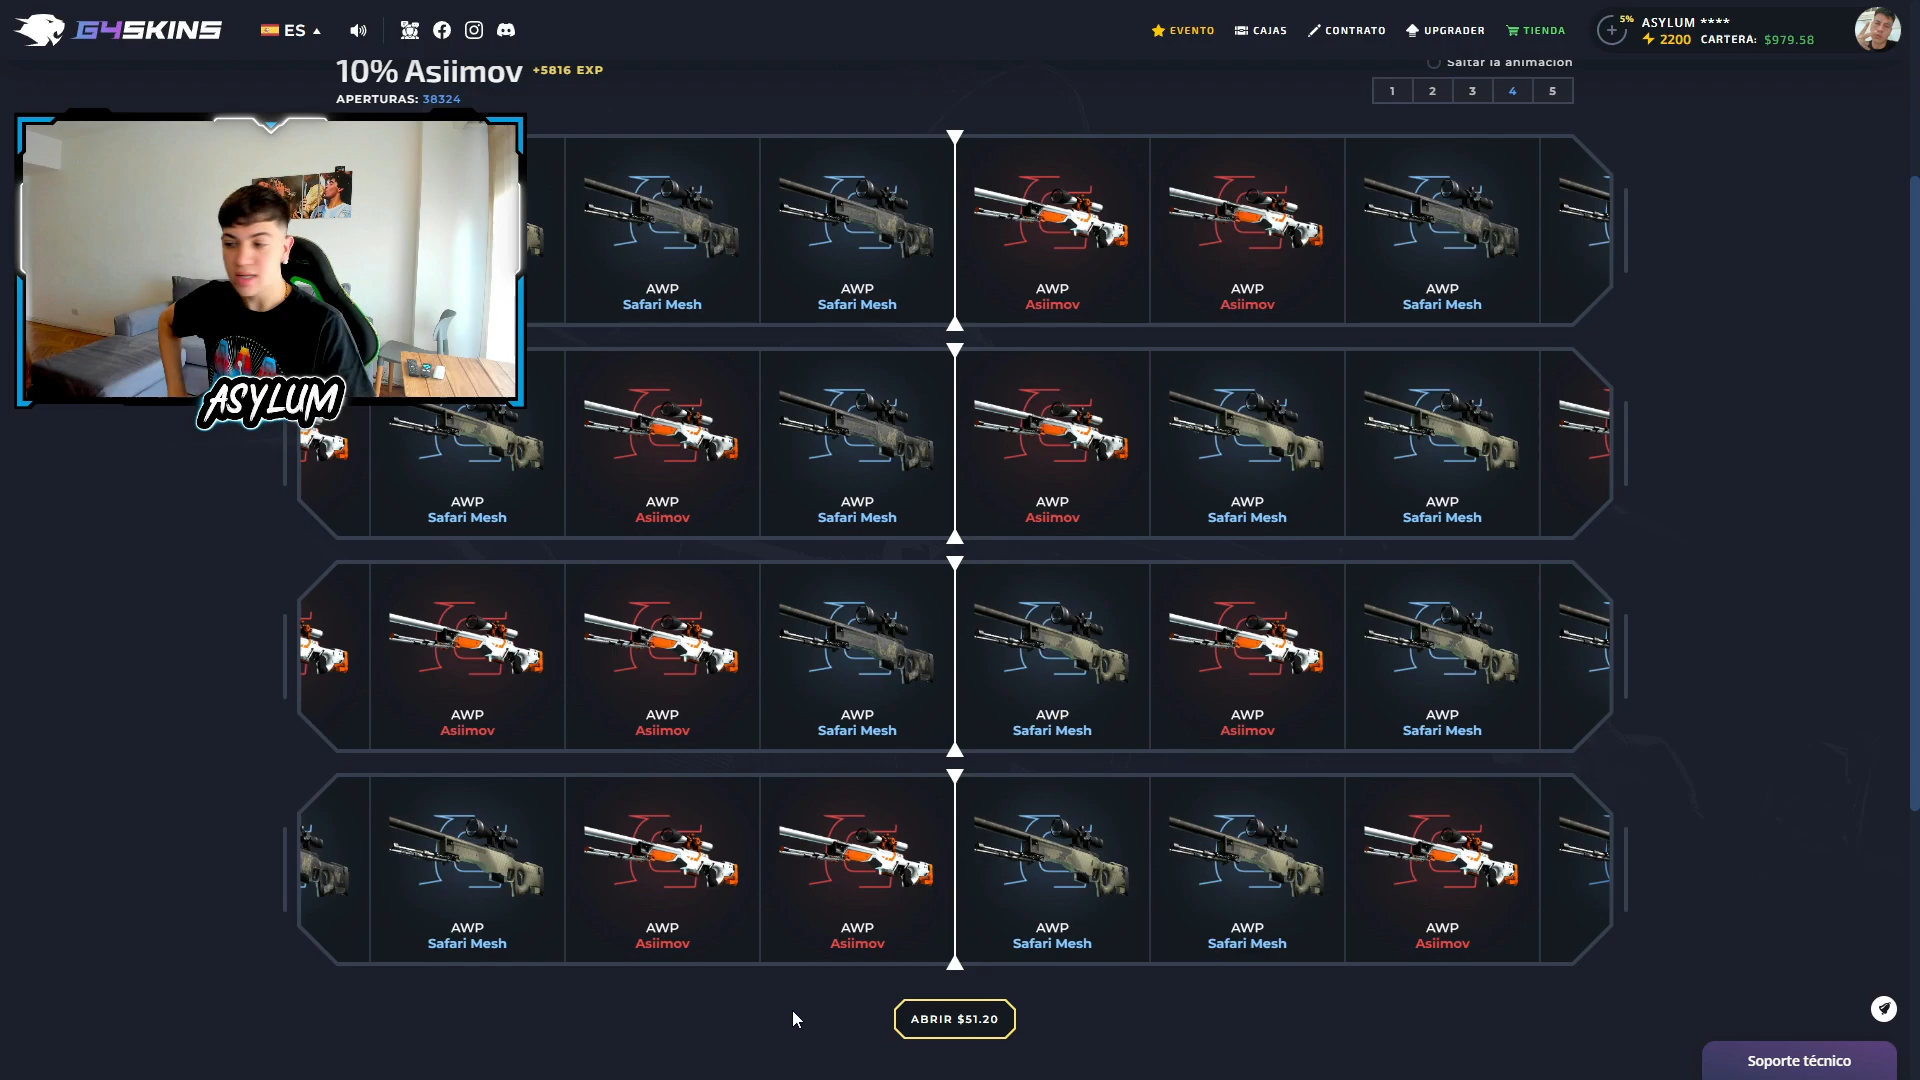 G4SKINS
ES
EVENTO
CAJAS
CONTRATO
UPGRADER
TIENDA
5%
ASYLUM ****
2200 CARTERA: $979.58
10% Asiimov +5816 EXP
Saltar la animación
APERTURAS: 38324
1 2 3 4 5
AWP
Safari Mesh
AWP
Safari Mesh
AWP
Asiimov
AWP
Asiimov
AWP
Safari Mesh
ASYLUM
AWP
Safari Mesh
AWP
Asiimov
AWP
Safari Mesh
AWP
Asiimov
AWP
Safari Mesh
AWP
Safari Mesh
AWP
Asiimov
AWP
Asiimov
AWP
Safari Mesh
AWP
Safari Mesh
AWP
Asiimov
AWP
Safari Mesh
AWP
Safari Mesh
AWP
Asiimov
AWP
Asiimov
AWP
Safari Mesh
AWP
Safari Mesh
AWP
Asiimov
ABRIR $51.20
Soporte técnico